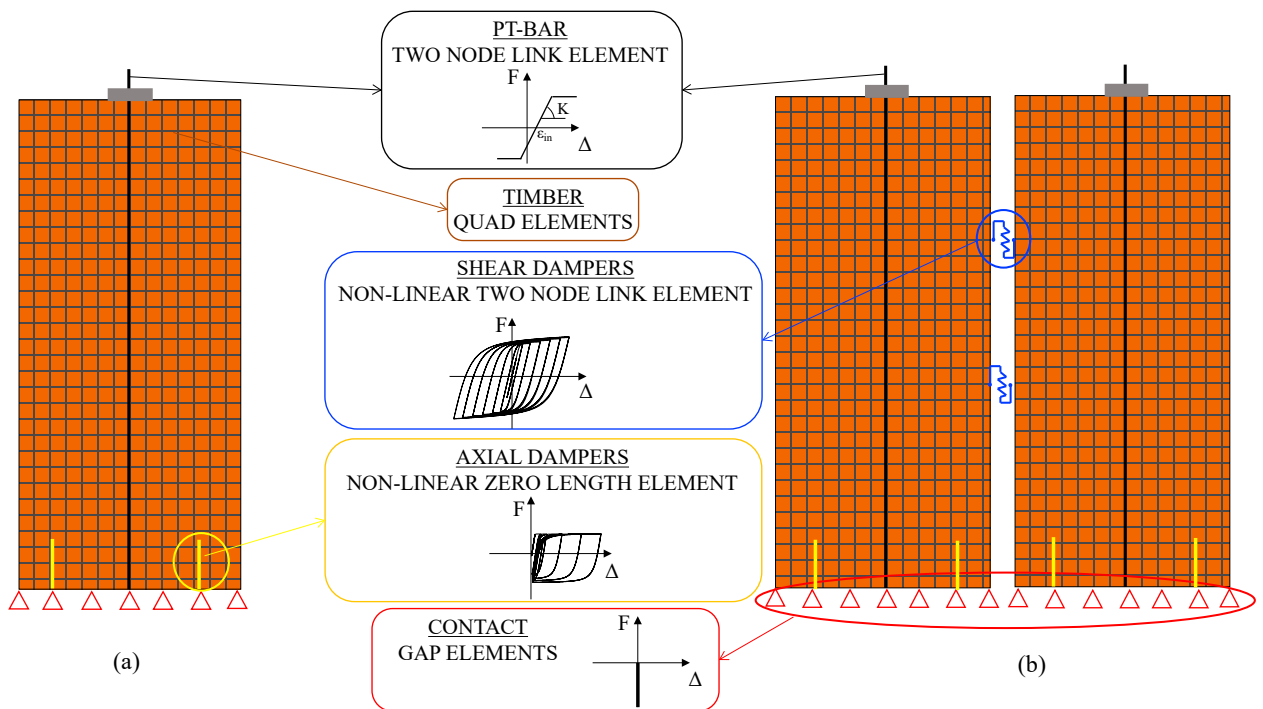 PT-BAR
TWO NODE LINK ELEMENT
F
K
εin
Δ
TIMBER
QUAD ELEMENTS
SHEAR DAMPERS
NON-LINEAR TWO NODE LINK ELEMENT
F
Δ
AXIAL DAMPERS
NON-LINEAR ZERO LENGTH ELEMENT
F
Δ
CONTACT
GAP ELEMENTS
F
Δ
(a)
(b)